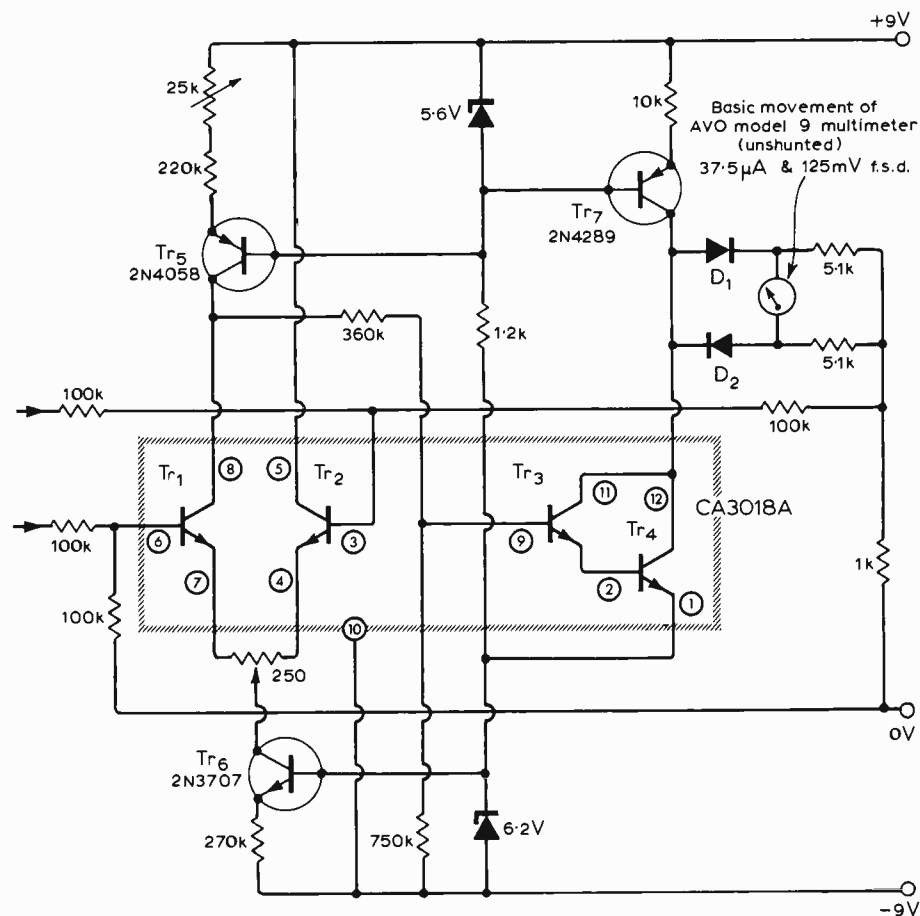 +9V
25k
5·6V
10k
Basic movement of
AVO model 9 multimeter
(unshunted)
37·5μA & 125mV f.s.d.
220k
Tr7
2N4289
Tr5
2N4058
D1
5·1k
360k
1·2k
D2
5·1k
100k
100k
Tr1
8
5
Tr2
Tr3
11
12
CA3018A
Tr4
100k
6
3
9
7
4
2
1
1k
100k
10
250
0V
Tr6
2N3707
270k
750k
6·2V
-9V